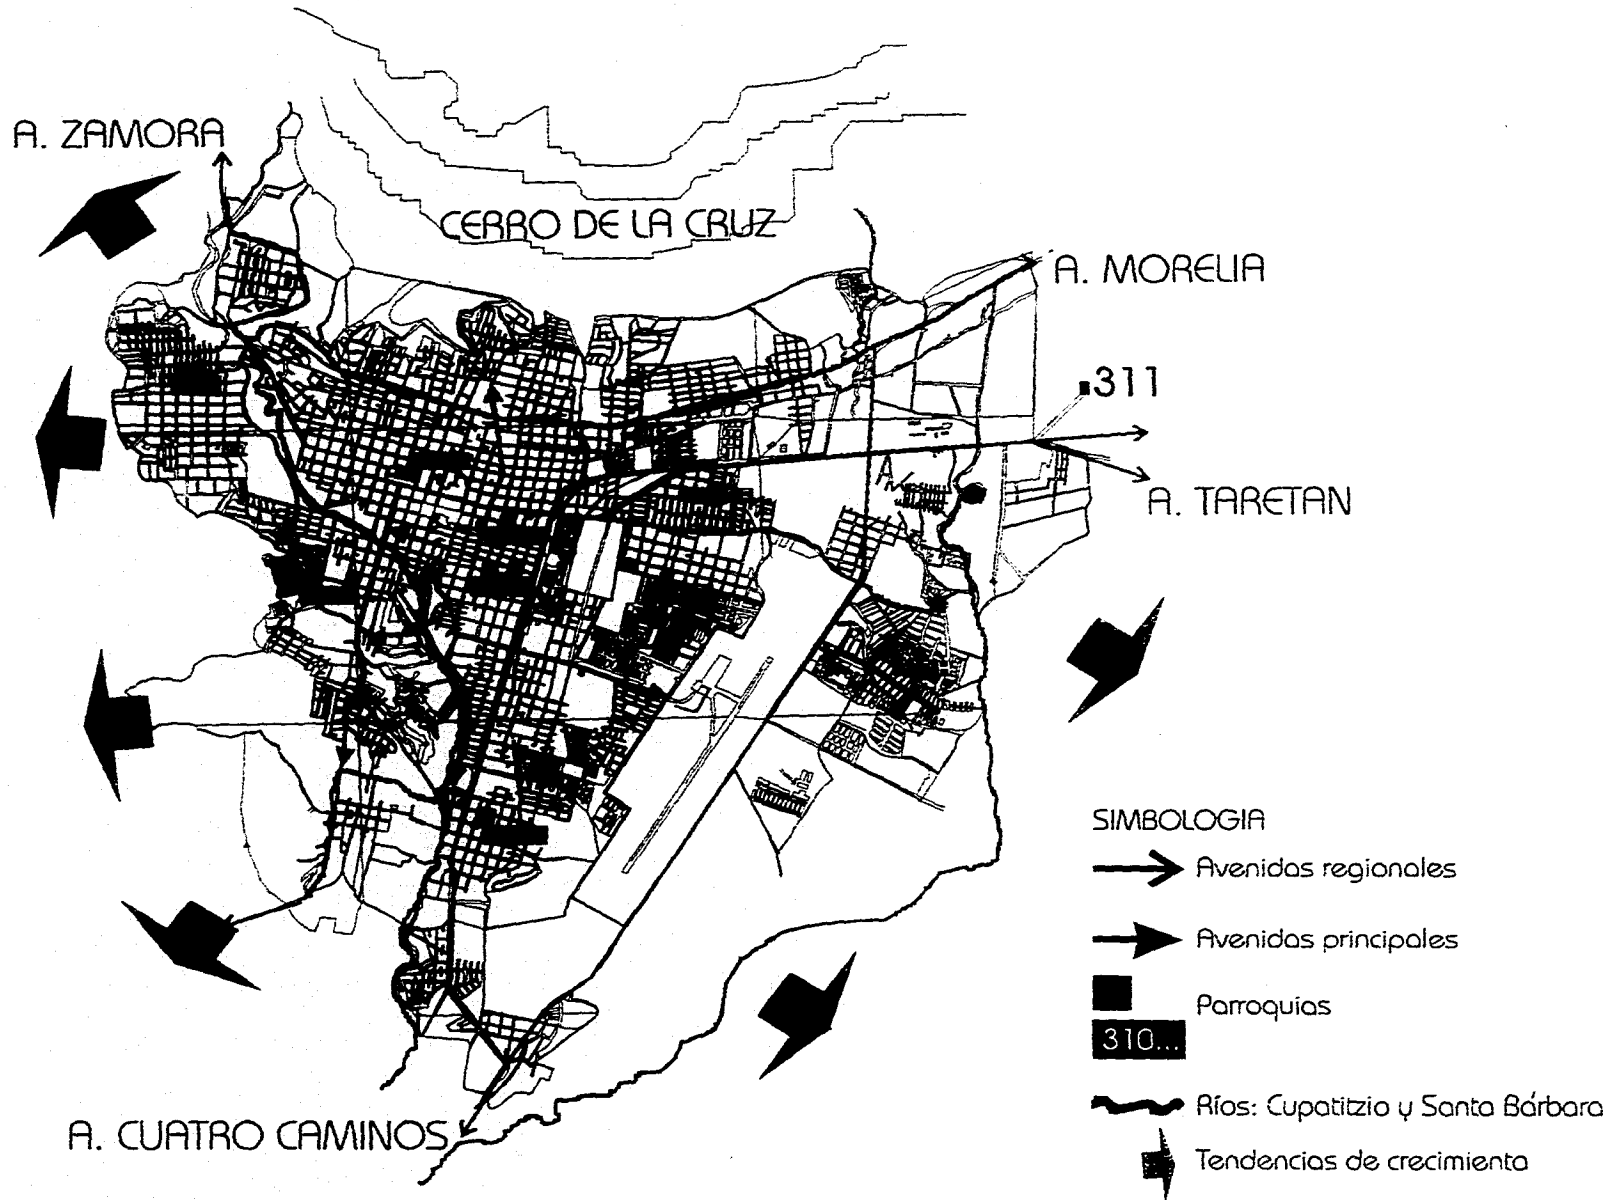 A. ZAMORA
CERRO DE LA CRUZ
A. MORELIA
311
A. TARETAN
SIMBOLOGIA
Avenidas regionales
Avenidas principales
Parroquias
310...
Ríos: Cupatitzio y Santa Bárbara
Tendencias de crecimienta
A. CUATRO CAMINOS